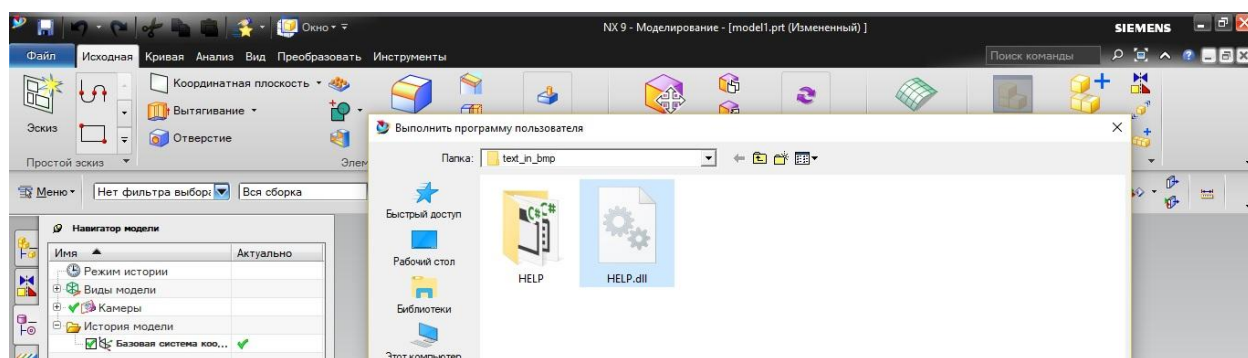 Окно
NX 9 - Моделирование - [model1.prt (Измененный) ]
SIEMENS
Файл Исходная Кривая Анализ Вид Преобразовать Инструменты
Поиск команды
Координатная плоскость
Вытягивание
Отверстие
Эскиз
Простой эскиз
Элем
Выполнить программу пользователя
Папка: text_in_bmp
Меню Нет фильтра выбора Вся сборка
Быстрый доступ
Рабочий стол
Библиотеки
Этот компьютер
C# C#
HELP HELP.dll
Навигатор модели
Имя Актуально
Режим истории
Виды модели
Камеры
История модели
Базовая система коо...